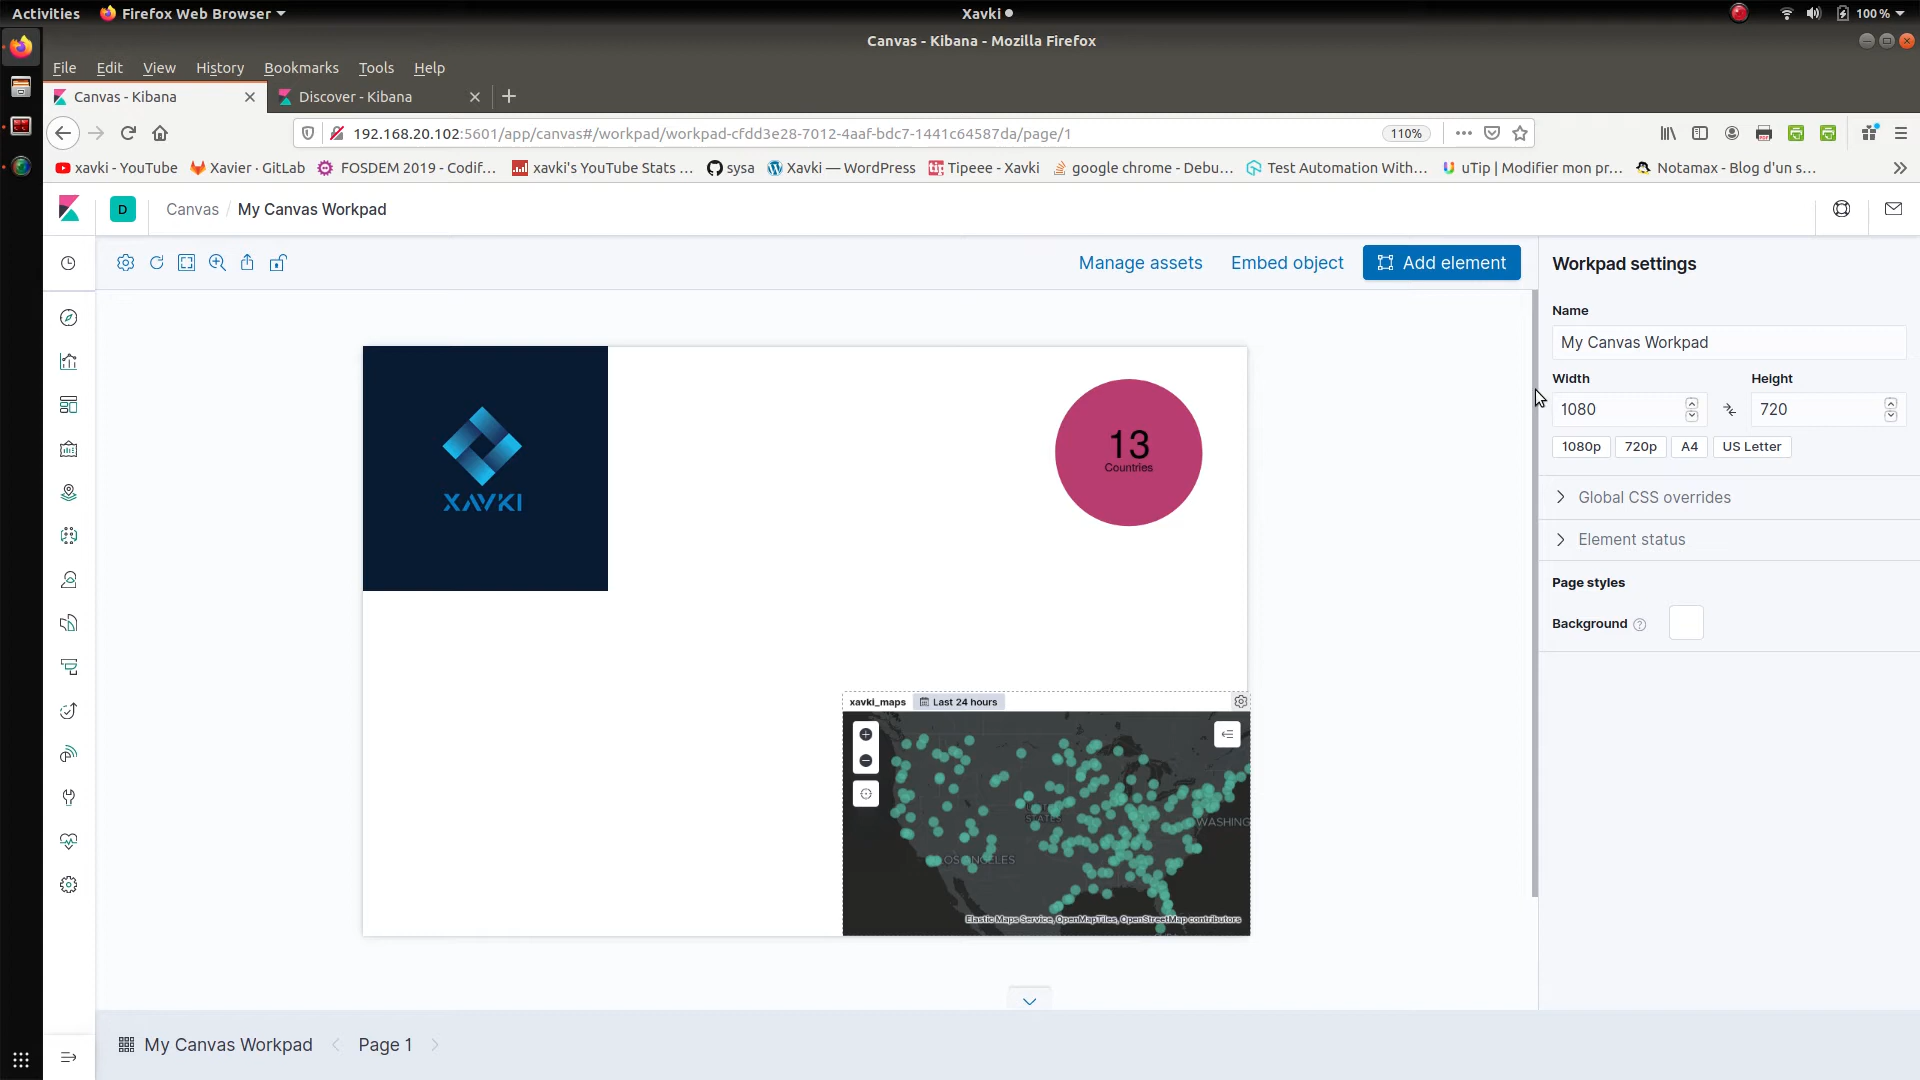 Activities Firefox Web Browser Xavki 100 %
Canvas - Kibana - Mozilla Firefox
File Edit View History Bookmarks Tools Help
Canvas - Kibana Discover - Kibana
192.168.20.102:5601/app/canvas#/workpad/workpad-cfdd3e28-7012-4aaf-bdc7-1441c64587da/page/1 110%
xavki - YouTube Xavier · GitLab FOSDEM 2019 - Codif… xavki's YouTube Stats … sysa Xavki — WordPress Tipeee - Xavki google chrome - Debu… Test Automation With… uTip | Modifier mon pr… Notamax - Blog d'un s…
D Canvas / My Canvas Workpad
Manage assets Embed object Add element
Workpad settings
Name
My Canvas Workpad
Width Height
1080 720
1080p 720p A4 US Letter
Global CSS overrides
Element status
Page styles
Background
XAVKI
13
Countries
xavki_maps Last 24 hours
UNITED
STATES
WASHING
LOS ANGELES
Elastic Maps Service, OpenMapTiles, OpenStreetMap contributors
My Canvas Workpad Page 1